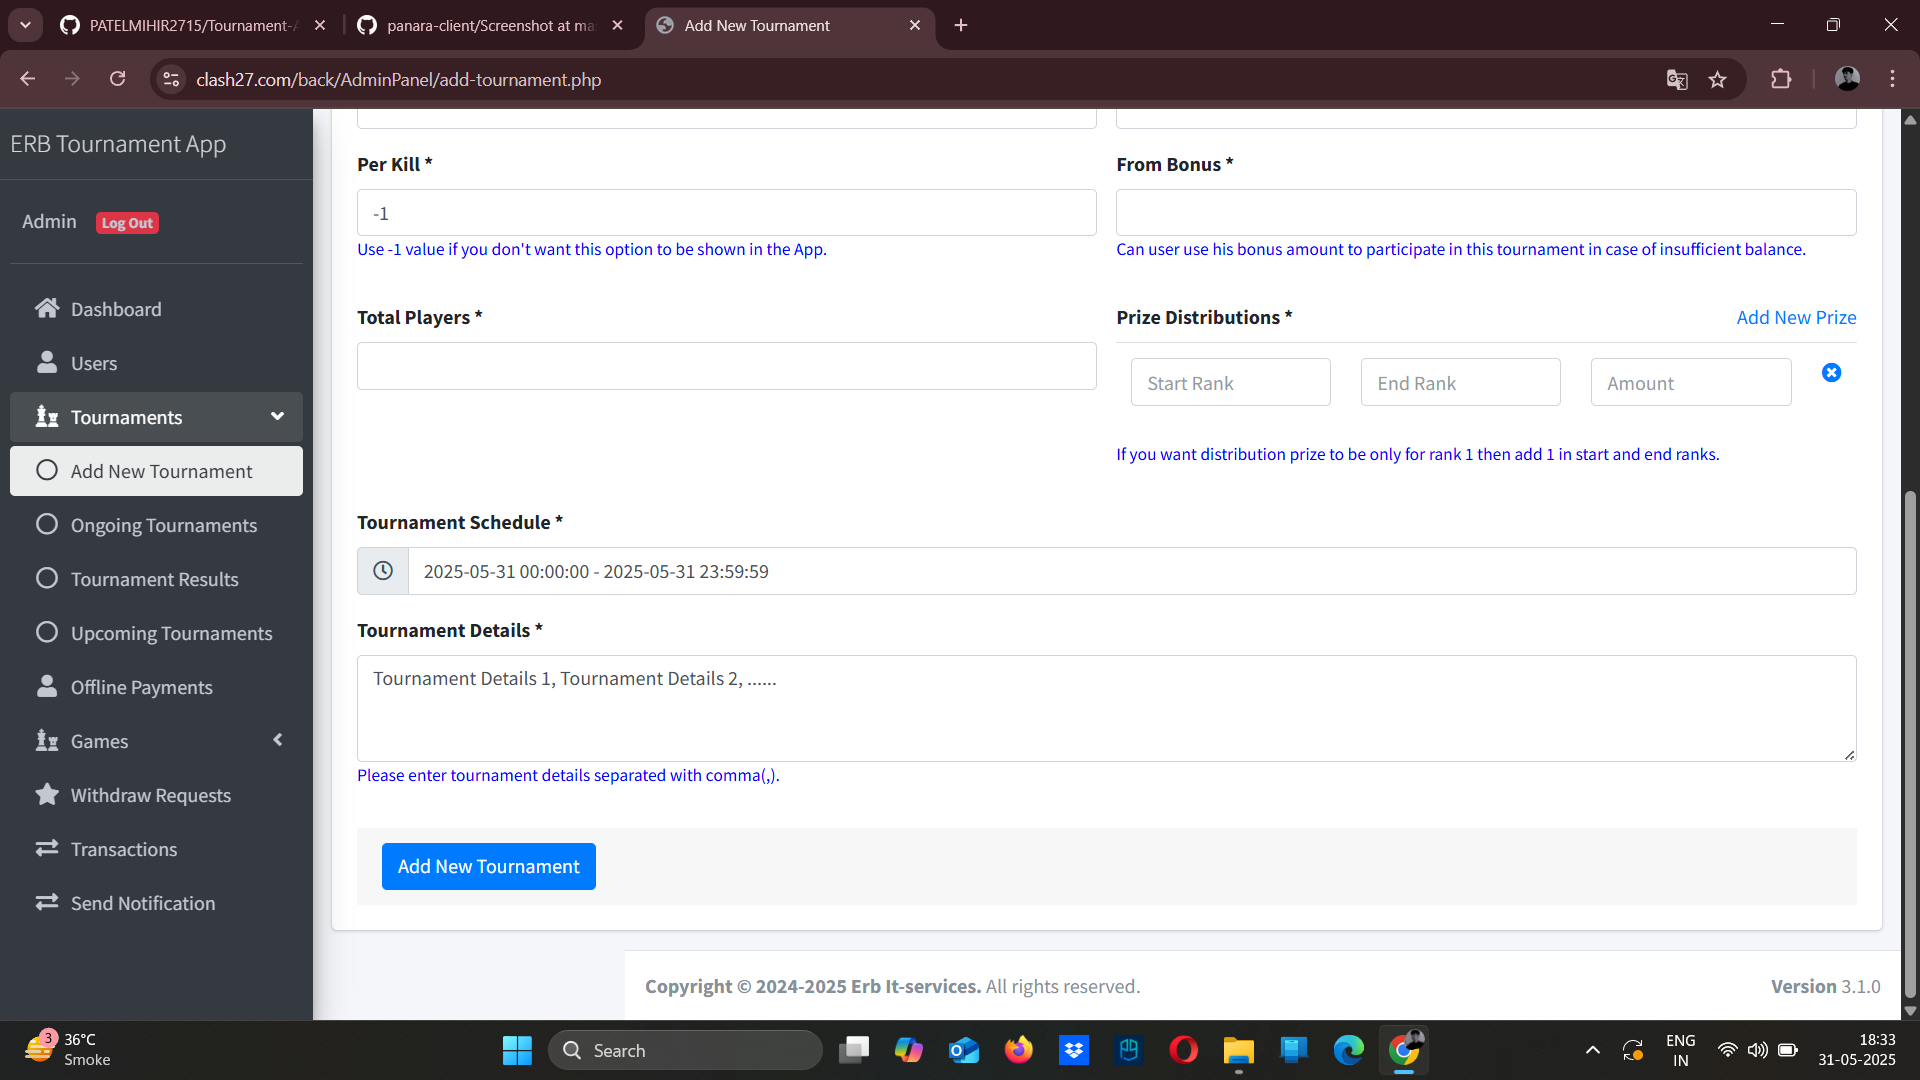 PATELMIHIR2715/Tournament-A
panara-client/Screenshot at ma
Add New Tournament
clash27.com/back/AdminPanel/add-tournament.php
ERB Tournament App
Admin Log Out
Dashboard
Users
Tournaments
Add New Tournament
Ongoing Tournaments
Tournament Results
Upcoming Tournaments
Offline Payments
Games
Withdraw Requests
Transactions
Send Notification
Per Kill *
-1
Use -1 value if you don't want this option to be shown in the App.
From Bonus *
Can user use his bonus amount to participate in this tournament in case of insufficient balance.
Total Players *
Prize Distributions *
Add New Prize
Start Rank
End Rank
Amount
If you want distribution prize to be only for rank 1 then add 1 in start and end ranks.
Tournament Schedule *
2025-05-31 00:00:00 - 2025-05-31 23:59:59
Tournament Details *
Tournament Details 1, Tournament Details 2, ......
Please enter tournament details separated with comma(,).
Add New Tournament
Copyright © 2024-2025 Erb It-services. All rights reserved.
Version 3.1.0
3
36°C
Smoke
Search
ENG
IN
18:33
31-05-2025